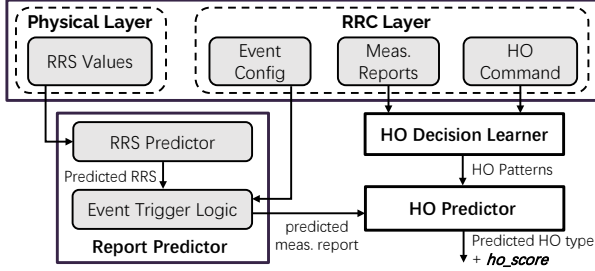 Physical Layer
RRC Layer
RRS Values
Event
Config
Meas.
Reports
HO
Command
RRS Predictor
Predicted RRS
Event Trigger Logic
Report Predictor
HO Decision Learner
HO Patterns
HO Predictor
predicted
meas. report
Predicted HO type
+ ho_score